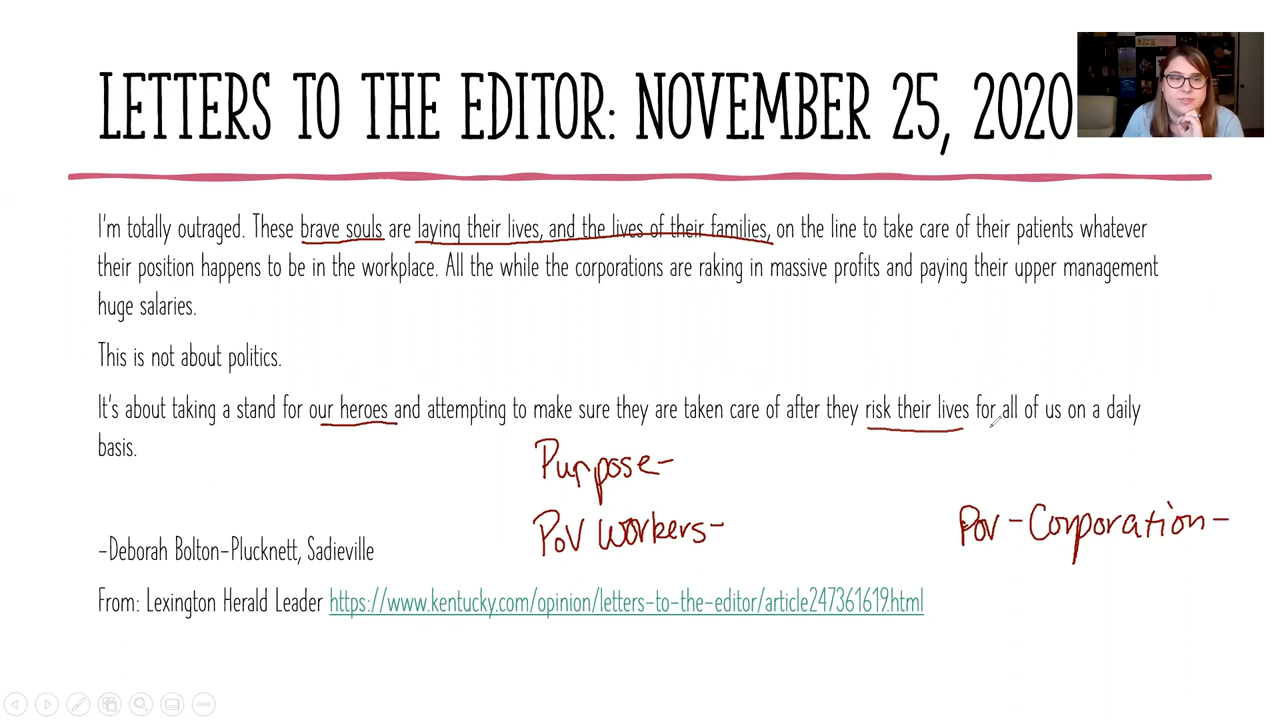 LETTERS TO THE EDITOR: NOVEMBER 25, 2020
I'm totally outraged. These brave souls are laying their lives, and the lives of their families, on the line to take care of their patients whatever
their position happens to be in the workplace. All the while the corporations are raking in massive profits and paying their upper management
huge salaries.
This is not about politics.
It's about taking a stand for our heroes and attempting to make sure they are taken care of after they risk their lives for all of us on a daily
basis.
Purpose-
PoV Workers-
Pov - Corporation -
-Deborah Bolton-Plucknett, Sadieville
From: Lexington Herald Leader https://www.kentucky.com/opinion/letters-to-the-editor/article247361619.html